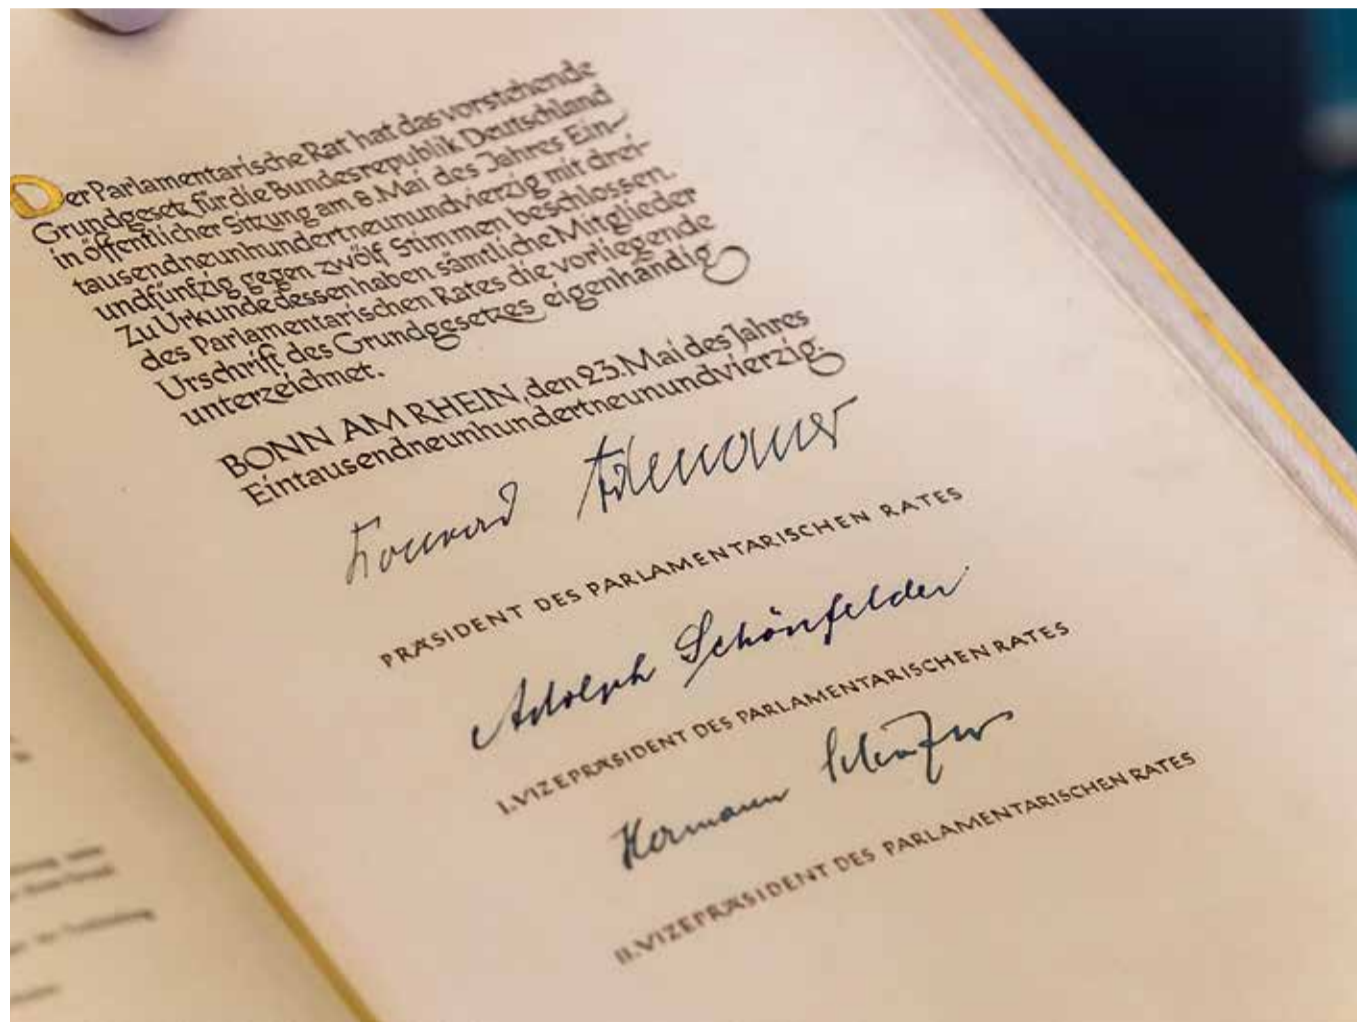 Der Parlamentarische Rat hat das vorstehende
Grundgesetz für die Bundesrepublik Deutschland
in öffentlicher Sitzung am 8. Mai des Jahres Ein-
tausendneunhundertneunundvierzig mit drei-
undfünfzig gegen zwölf Stimmen beschlossen.
Zu Urkunde dessen haben sämtliche Mitglieder
des Parlamentarischen Rates die vorliegende
Urschrift des Grundgesetzes eigenhändig
unterzeichnet.
BONN AM RHEIN, den 23. Mai des Jahres
Eintausendneunhundertneunundvierzig.
Konrad Adenauer
PRÄSIDENT DES PARLAMENTARISCHEN RATES
Adolph Schönfelder
I. VIZEPRÄSIDENT DES PARLAMENTARISCHEN RATES
Hermann Schäfer
II. VIZEPRÄSIDENT DES PARLAMENTARISCHEN RATES